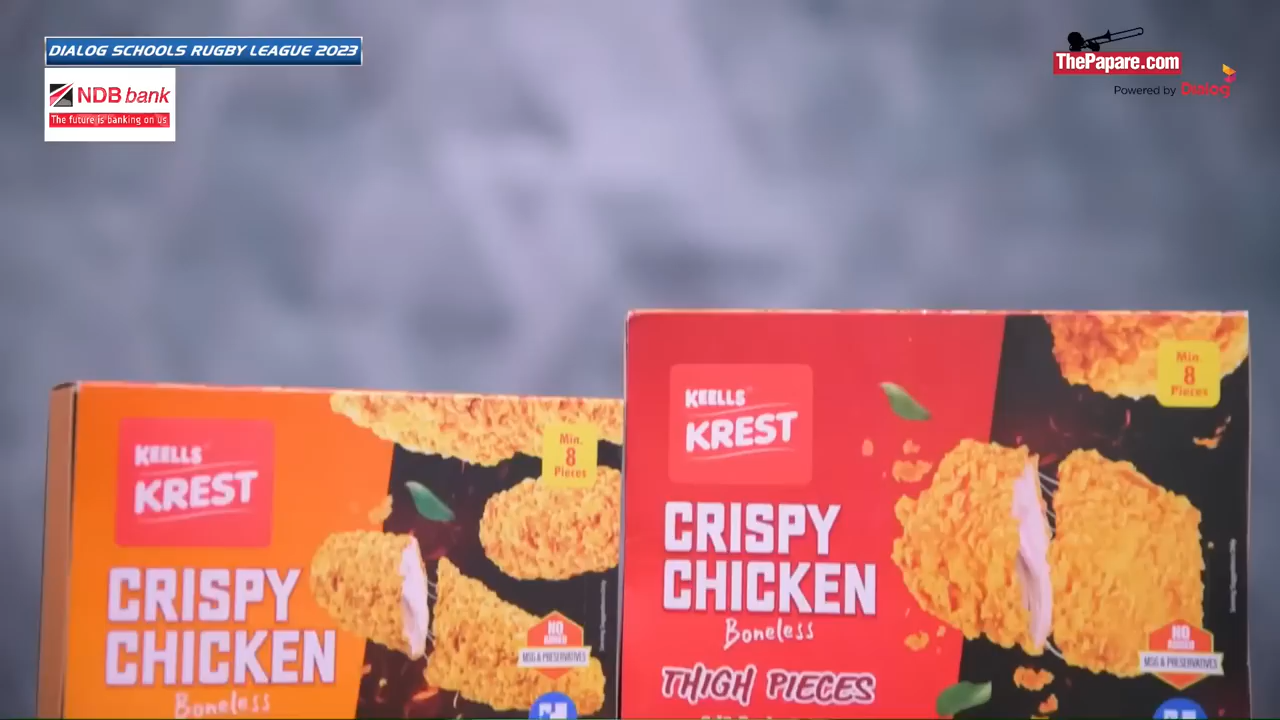 DIALOG SCHOOLS RUGBY LEAGUE 2023
NDB bank
The future is banking on us
ThePapare.com
Powered by Dialog
KEELLS
KREST
CRISPY
CHICKEN
Boneless
Min.
8
Pieces
NO
ADDED
MSG & PRESERVATIVES
KEELLS
KREST
CRISPY
CHICKEN
Boneless
THIGH PIECES
Min.
8
Pieces
NO
ADDED
MSG & PRESERVATIVES